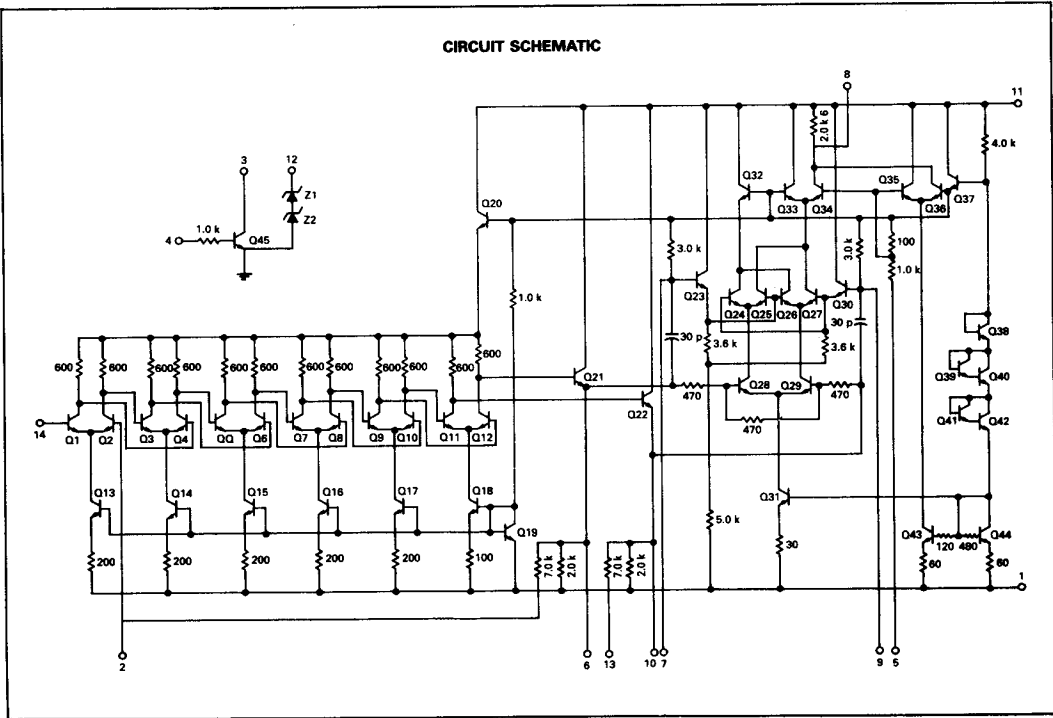 CIRCUIT SCHEMATIC
8
11
3
12
2.0 k 6
4.0 k
Z1
Q32
Q35
Z2
Q20
Q33
Q34
Q36
Q37
1.0 k
4
Q45
100
3.0 k
3.0 k
1.0 k
Q23
Q30
1.0 k
Q24
Q25
Q26
Q27
30 p
30 p
Q38
3.6 k
3.6 k
600
600
600
600
600
600
600
600
600
600
600
600
Q21
Q39
Q40
470
Q28
Q29
470
Q22
14
Q1
Q2
Q3
Q4
QQ
Q6
Q7
Q8
Q9
Q10
Q11
Q12
470
Q41
Q42
Q13
Q14
Q15
Q16
Q17
Q18
Q31
Q19
5.0 k
Q43
120
480
Q44
200
200
200
200
200
100
7.0 k
2.0 k
7.0 k
2.0 k
30
60
60
1
2
6
13
10
7
9
5